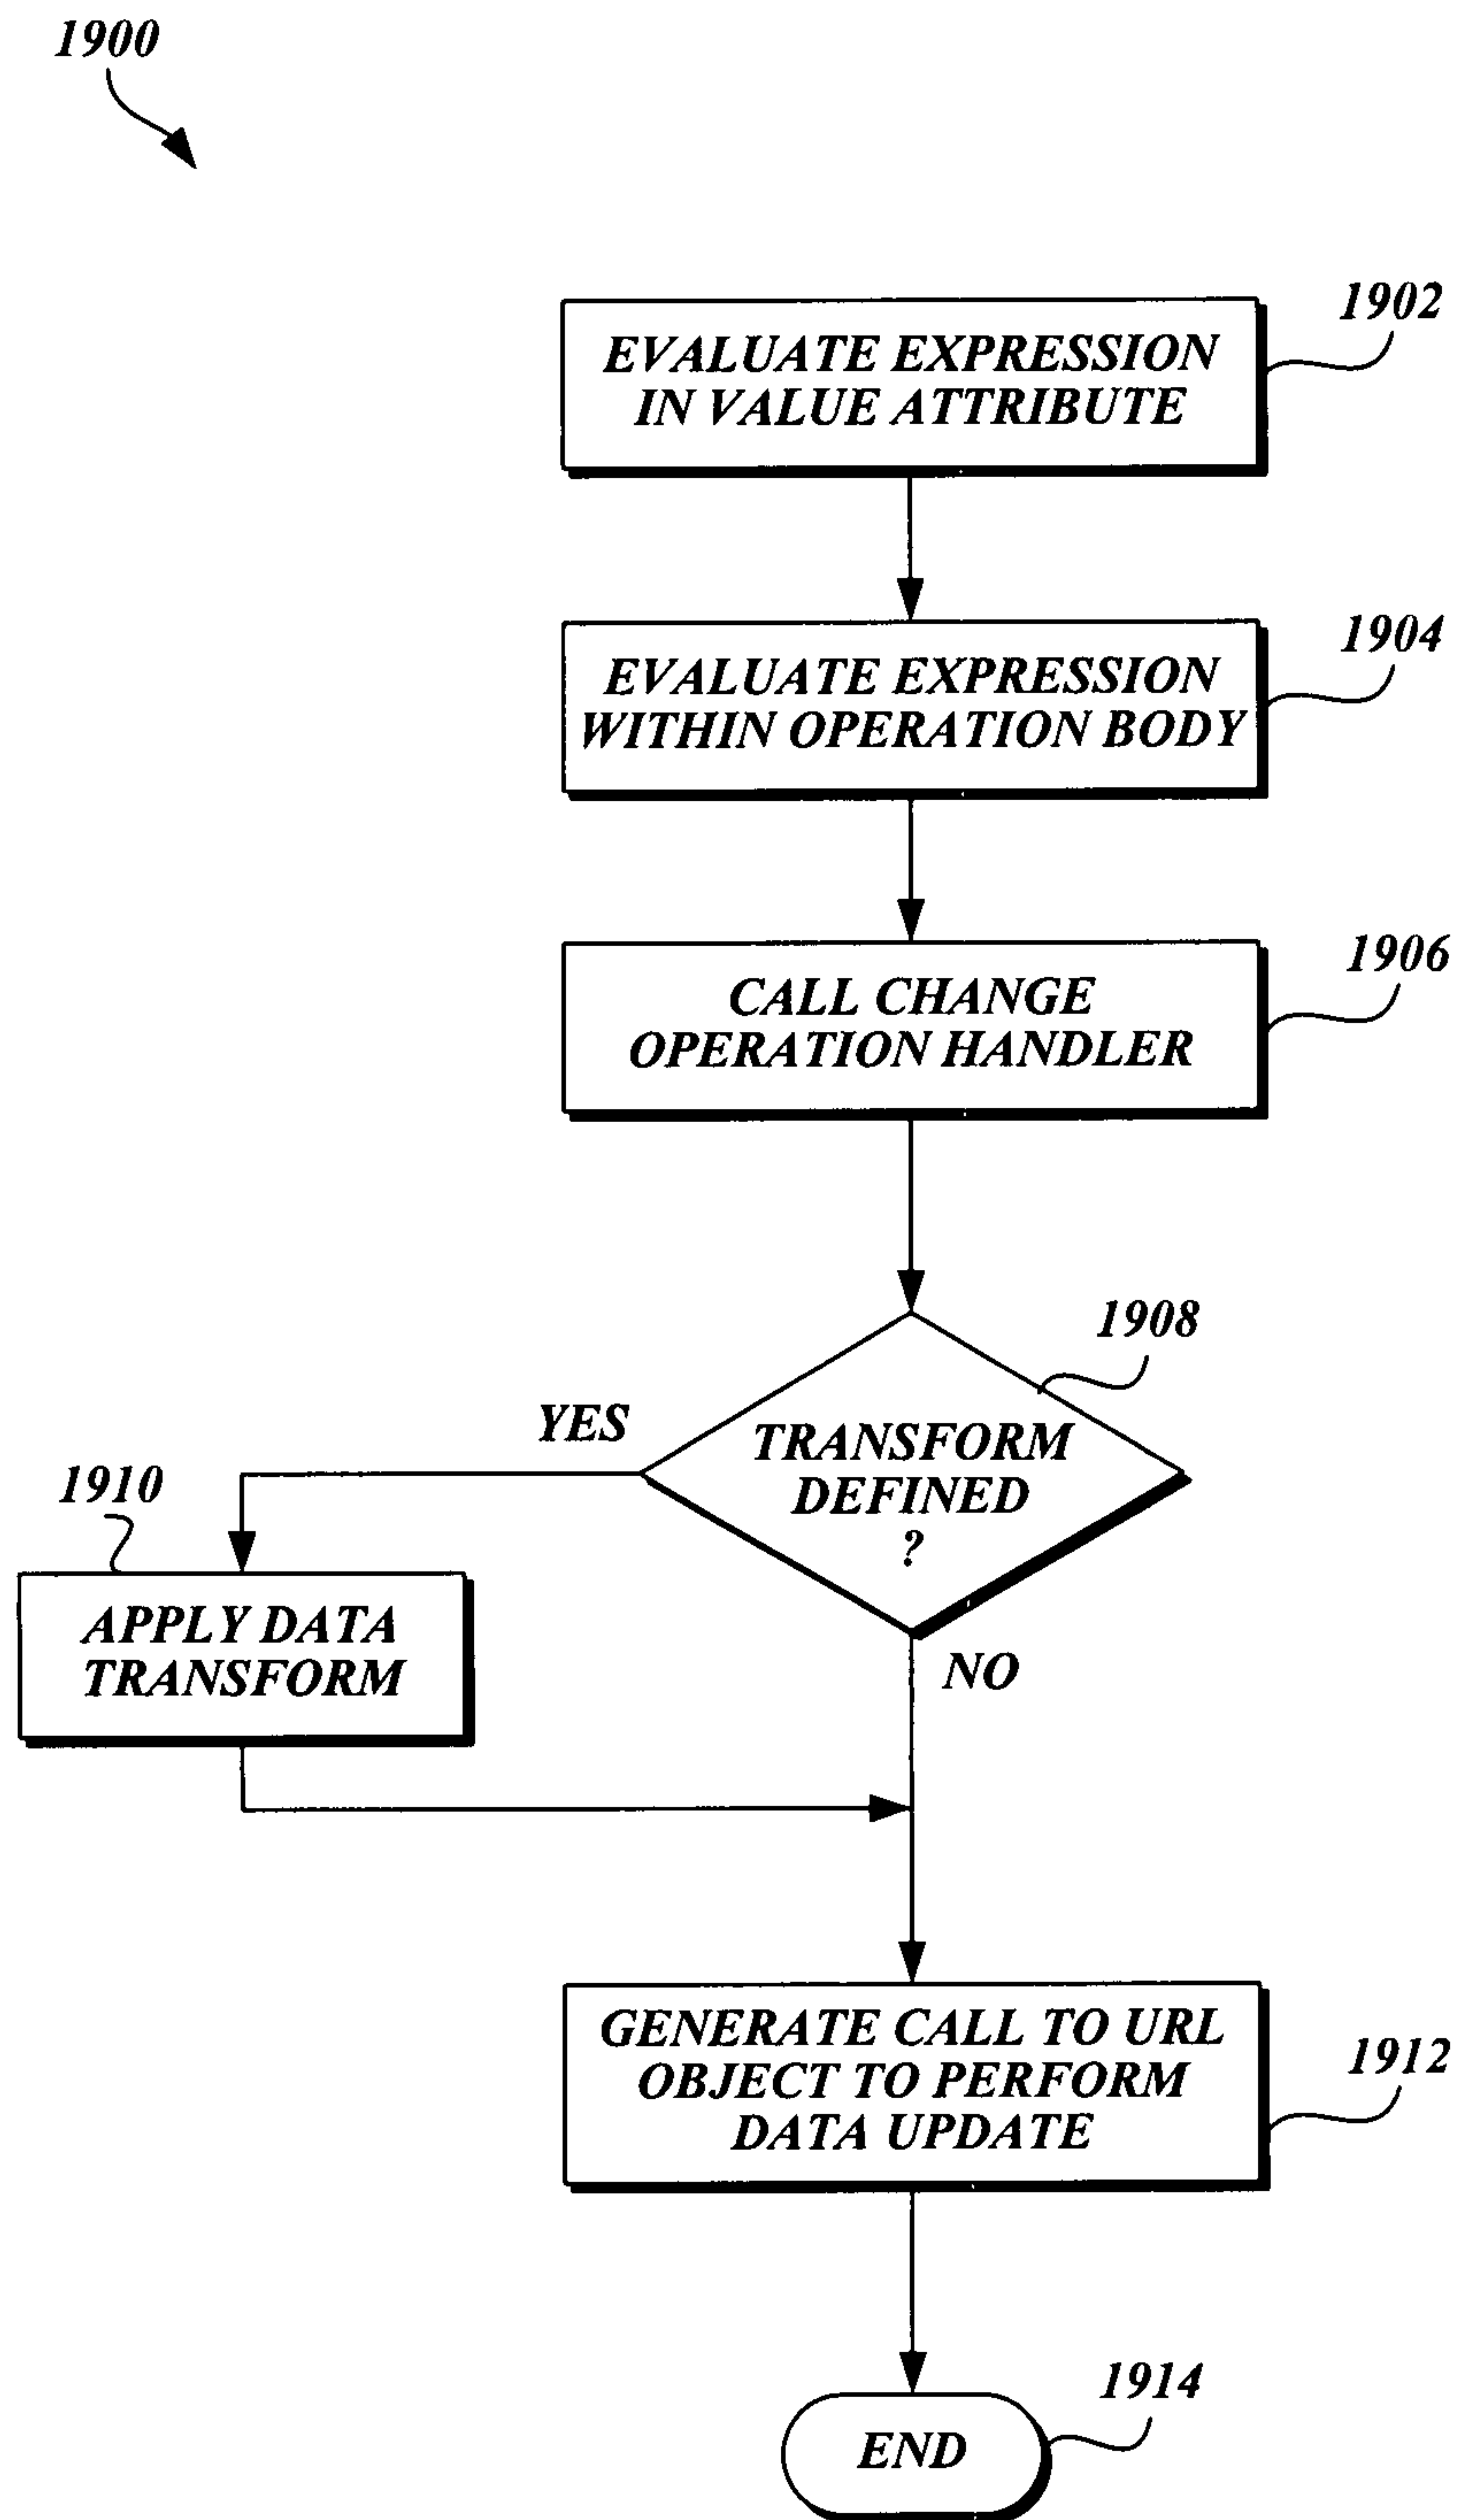 1900
1902
EVALUATE EXPRESSION
IN VALUE ATTRIBUTE
1904
EVALUATE EXPRESSION
WITHIN OPERATION BODY
1906
CALL CHANGE
OPERATION HANDLER
1908
TRANSFORM
DEFINED
?
YES
1910
APPLY DATA
TRANSFORM
NO
GENERATE CALL TO URL
OBJECT TO PERFORM
DATA UPDATE
1912
1914
END